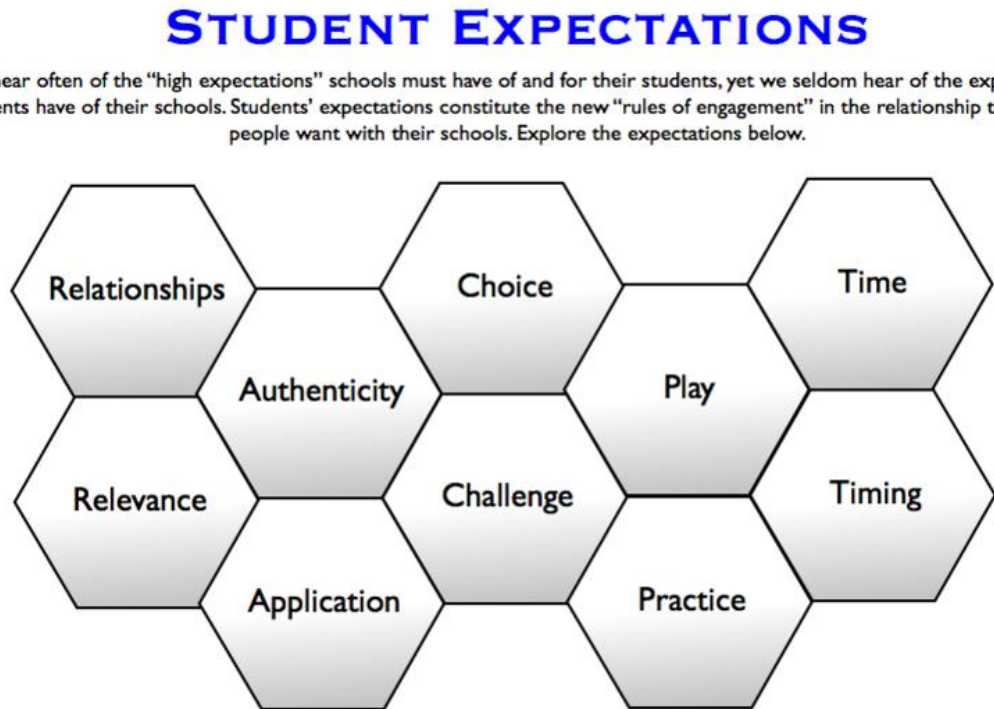 STUDENT EXPECTATIONS
hear often of the “high expectations” schools must have of and for their students, yet we seldom hear of the
have of their schools. Students’ expectations constitute the new “rules of engagement” in the relationship
people want with their schools. Explore the expectations below.
Relationships
Choice
Time
Authenticity
Play
Relevance
Challenge
Timing
Application
Practice